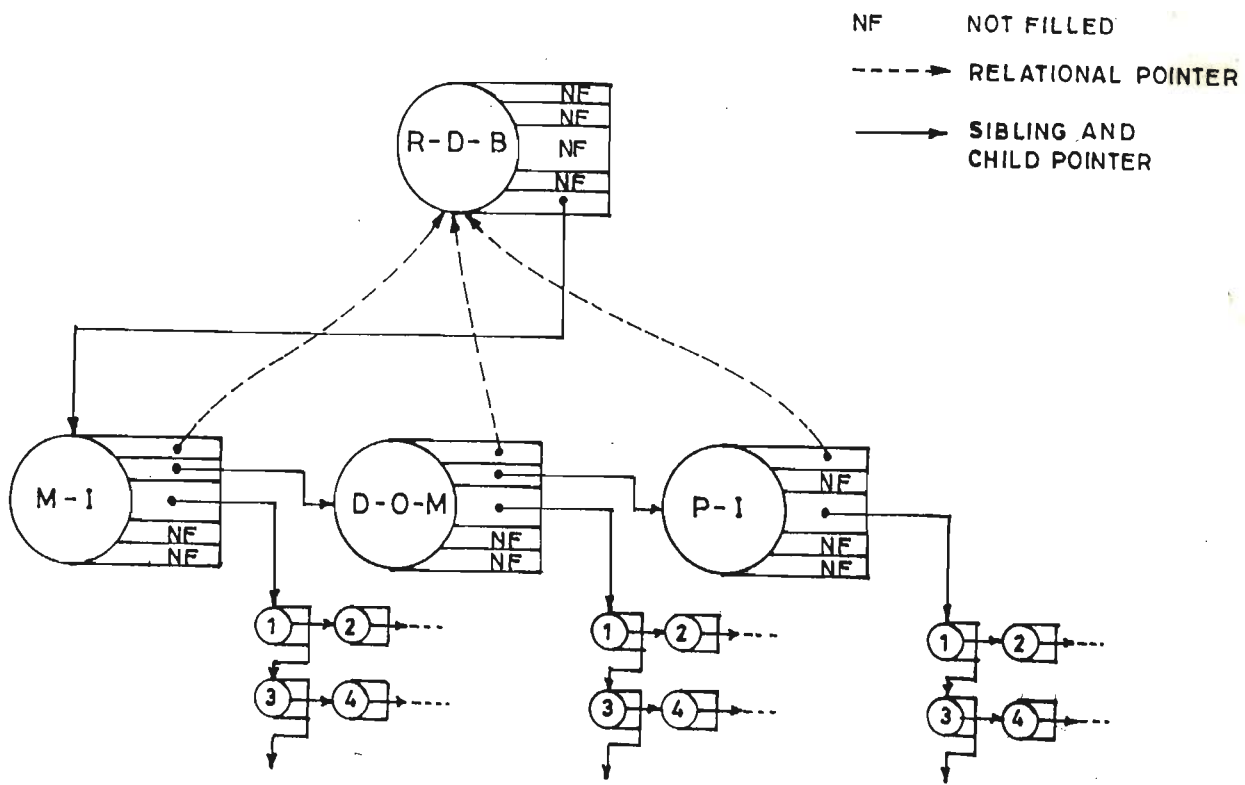 NF NOT FILLED
RELATIONAL POINTER
SIBLING AND
CHILD POINTER
NF
NF
R-D-B
NF
NF
M-I
NF
NF
D-O-M
NF
NF
P-I
NF
NF
NF
1 2
3 4
1 2
3 4
1 2
3 4